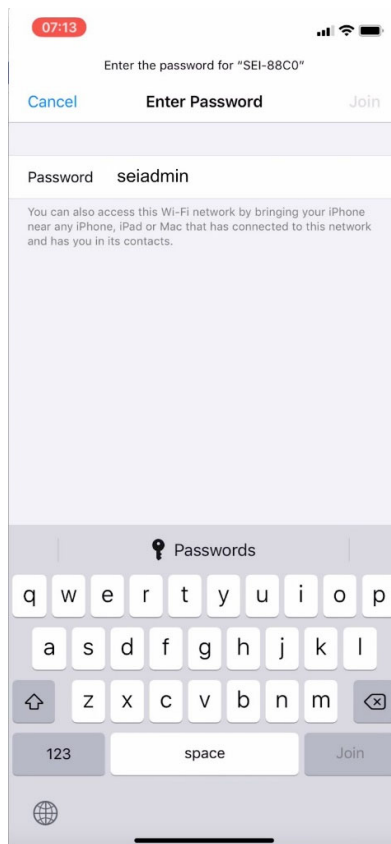 07:13
Enter the password for “SEI-88C0”
Cancel Enter Password Join
Password seiadmin
You can also access this Wi-Fi network by bringing your iPhone
near any iPhone, iPad or Mac that has connected to this network
and has you in its contacts.
Passwords
q w e r t y u i o p
a s d f g h j k l
z x c v b n m
123 space Join